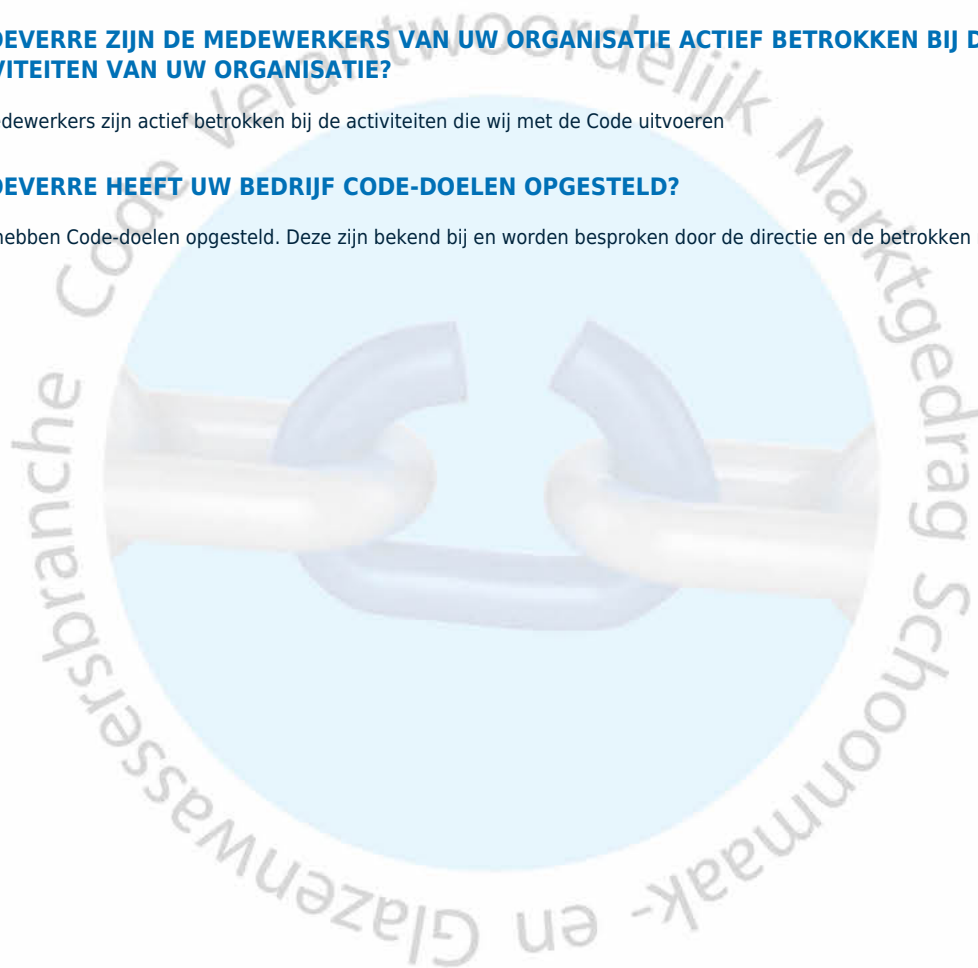 OEVERRE ZIJN DE MEDEWERKERS VAN UW ORGANISATIE ACTIEF BETROKKEN BIJ D
VITEITEN VAN UW ORGANISATIE?
dewerkers zijn actief betrokken bij de activiteiten die wij met de Code uitvoeren
OEVERRE HEEFT UW BEDRIJF CODE-DOELEN OPGESTELD?
hebben Code-doelen opgesteld. Deze zijn bekend bij en worden besproken door de directie en de betrokken
Code Verantwoordelijk Marktgedrag Schoonmaak- en Glazenwassersbranche